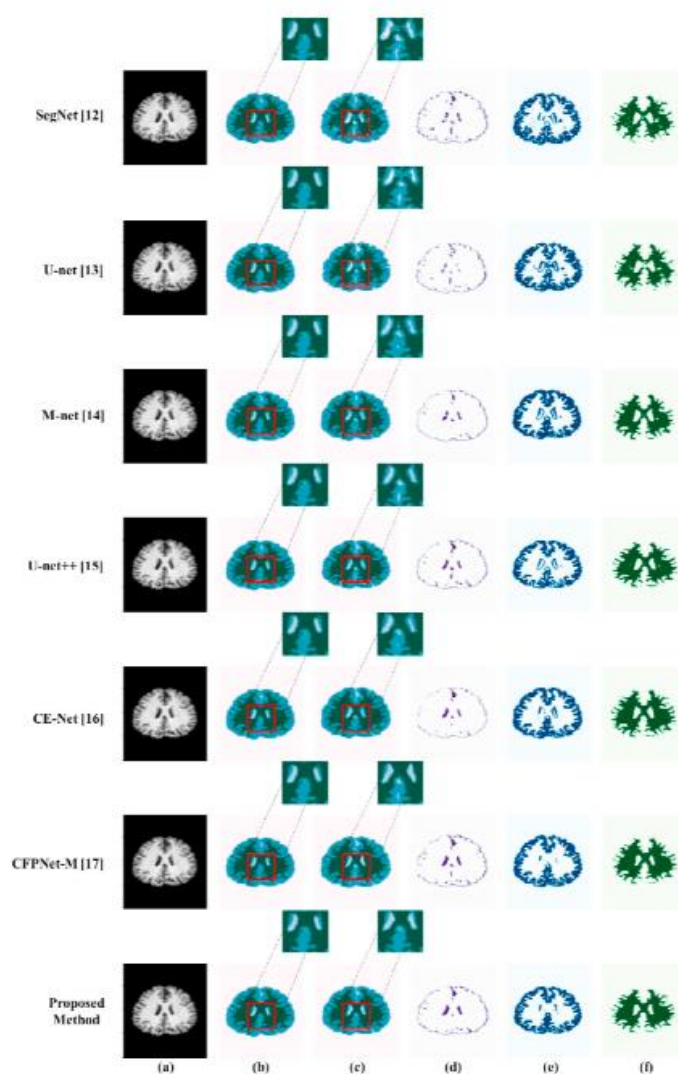 SegNet [12]
U-net [13]
M-net [14]
U-net++ [15]
CE-Net [16]
CFPNet-M [17]
Proposed
Method
(a) (b) (c) (d) (e) (f)